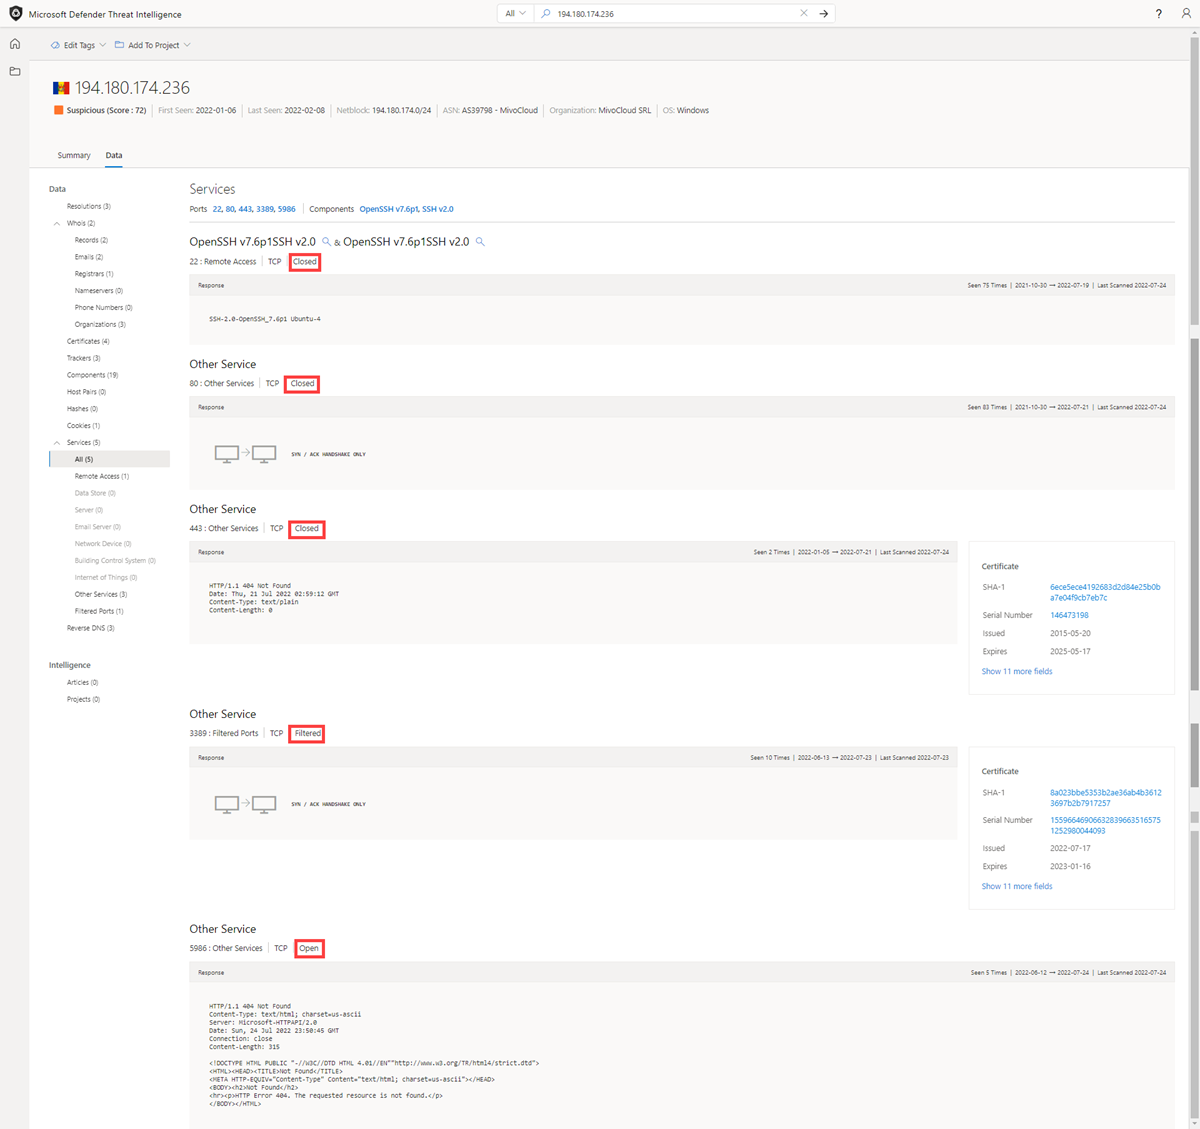 Microsoft Defender Threat Intelligence
All
194.180.174.236
?
Edit Tags
Add To Project
194.180.174.236
Suspicious (Score : 72) First Seen: 2022-01-06 Last Seen: 2022-02-08 Netblock: 194.180.174.0/24 ASN: AS39798 - MivoCloud Organization: MivoCloud SRL OS: Windows
Summary Data
Data
Resolutions (3)
Whois (2)
Records (2)
Emails (2)
Registrars (1)
Nameservers (0)
Phone Numbers (0)
Organizations (3)
Certificates (4)
Trackers (3)
Components (19)
Host Pairs (0)
Hashes (0)
Cookies (1)
Services (5)
All (5)
Remote Access (1)
Data Store (0)
Server (0)
Email Server (0)
Network Device (0)
Building Control System (0)
Internet of Things (0)
Other Services (3)
Filtered Ports (1)
Reverse DNS (3)
Intelligence
Articles (0)
Projects (0)
Services
Ports 22, 80, 443, 3389, 5986 Components OpenSSH v7.6p1, SSH v2.0
OpenSSH v7.6p1SSH v2.0 & OpenSSH v7.6p1SSH v2.0
22 : Remote Access TCP Closed
Response Seen 75 Times | 2021-10-30 → 2022-07-19 | Last Scanned 2022-07-24
SSH-2.0-OpenSSH_7.6p1 Ubuntu-4
Other Service
80 : Other Services TCP Closed
Response Seen 83 Times | 2021-10-30 → 2022-07-21 | Last Scanned 2022-07-24
SYN / ACK HANDSHAKE ONLY
Other Service
443 : Other Services TCP Closed
Response Seen 2 Times | 2022-01-05 → 2022-07-21 | Last Scanned 2022-07-24
HTTP/1.1 404 Not Found
Date: Thu, 21 Jul 2022 02:59:12 GMT
Content-Type: text/plain
Content-Length: 0
Certificate
SHA-1 6ece5ece4192683d2d84e25b0b
a7e04f9cb7eb7c
Serial Number 146473198
Issued 2015-05-20
Expires 2025-05-17
Show 11 more fields
Other Service
3389 : Filtered Ports TCP Filtered
Response Seen 10 Times | 2022-06-13 → 2022-07-23 | Last Scanned 2022-07-23
SYN / ACK HANDSHAKE ONLY
Certificate
SHA-1 8a023bbe5353b2ae36ab4b3612
3697b2b7917257
Serial Number 15596646906632839663516575
1252980044093
Issued 2022-07-17
Expires 2023-01-16
Show 11 more fields
Other Service
5986 : Other Services TCP Open
Response Seen 5 Times | 2022-06-12 → 2022-07-24 | Last Scanned 2022-07-24
HTTP/1.1 404 Not Found
Content-Type: text/html; charset=us-ascii
Server: Microsoft-HTTPAPI/2.0
Date: Sun, 24 Jul 2022 23:50:45 GMT
Connection: close
Content-Length: 315
<!DOCTYPE HTML PUBLIC "-//W3C//DTD HTML 4.01//EN""http://www.w3.org/TR/html4/strict.dtd">
<HTML><HEAD><TITLE>Not Found</TITLE>
<META HTTP-EQUIV="Content-Type" Content="text/html; charset=us-ascii"></HEAD>
<BODY><h2>Not Found</h2>
<hr><p>HTTP Error 404. The requested resource is not found.</p>
</BODY></HTML>